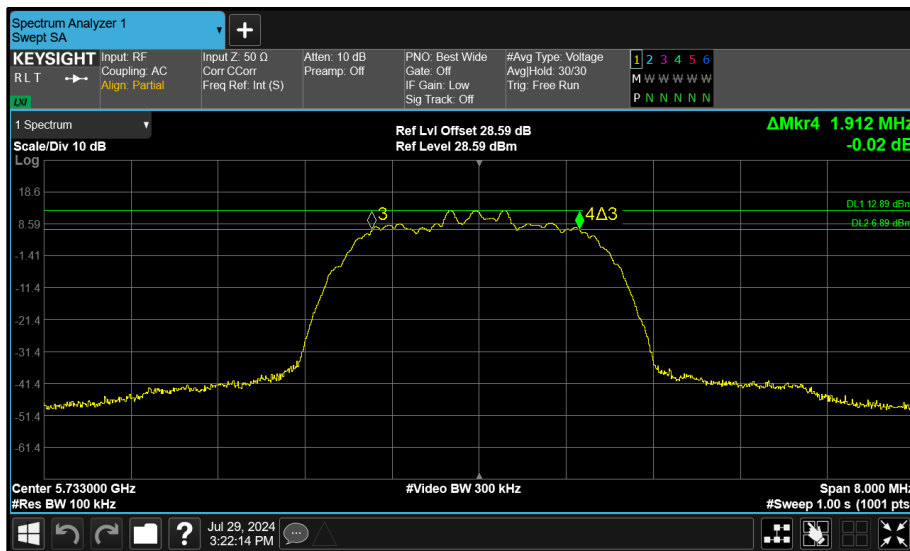 Spectrum Analyzer 1
Swept SA
KEYSIGHT
R L T
LXI
Input: RF
Coupling: AC
Align: Partial
Input Z: 50 Ω
Corr CCorr
Freq Ref: Int (S)
Atten: 10 dB
Preamp: Off
PNO: Best Wide
Gate: Off
IF Gain: Low
Sig Track: Off
#Avg Type: Voltage
Avg|Hold: 30/30
Trig: Free Run
1 2 3 4 5 6
M W W W W W
P N N N N N
1 Spectrum
Scale/Div 10 dB
Ref Lvl Offset 28.59 dB
Ref Level 28.59 dBm
ΔMkr4 1.912 MHz
-0.02 dB
Log
18.6
8.59
-1.41
-11.4
-21.4
-31.4
-41.4
-51.4
-61.4
3
4Δ3
DL1 12.89 dBm
DL2 6.89 dBm
Center 5.733000 GHz
#Res BW 100 kHz
#Video BW 300 kHz
Span 8.000 MHz
#Sweep 1.00 s (1001 pts
?
Jul 29, 2024
3:22:14 PM